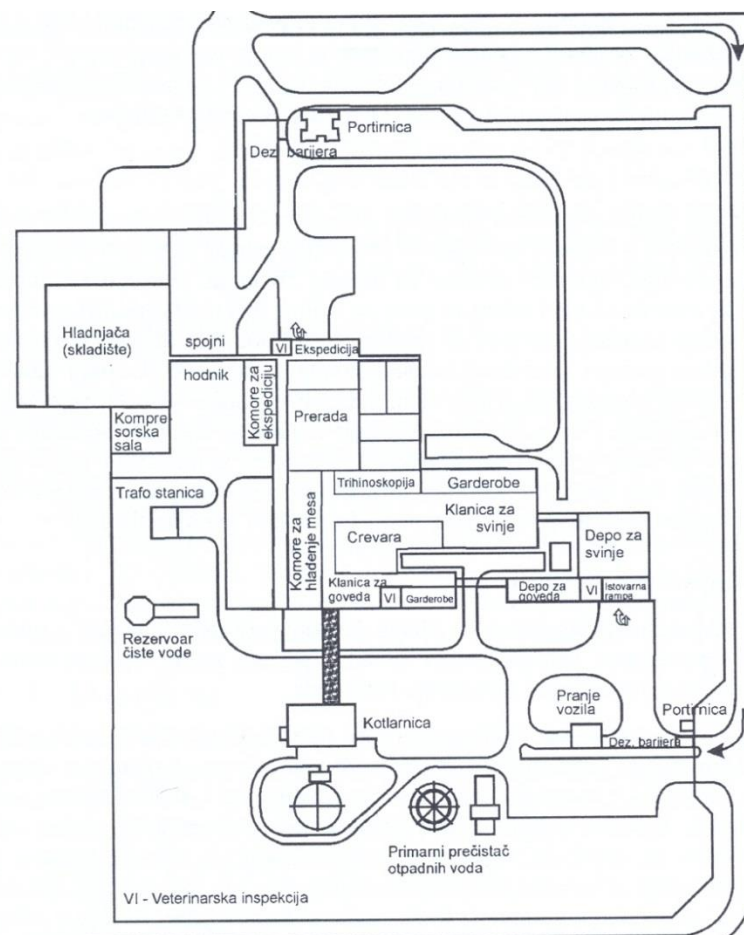 Portirnica
Dez. barijera
Hladnjača
(skladište)
spojni
hodnik
VI
Ekspedicija
Komore za
ekspediciju
Prerada
Kompre
sorska
sala
Trafo stanica
Trihinoskopija
Garderobe
Klanica za
svinje
Crevara
Komore za
hlađenje mesa
Depo za
svinje
Klanica za
goveda
VI
Garderobe
Depo za
goveda
VI
Istovarna
rampa
Rezervoar
čiste vode
Pranje
vozila
Portirnica
Kotlarnica
Dez. barijera
Primarni prečistač
otpadnih voda
VI - Veterinarska inspekcija